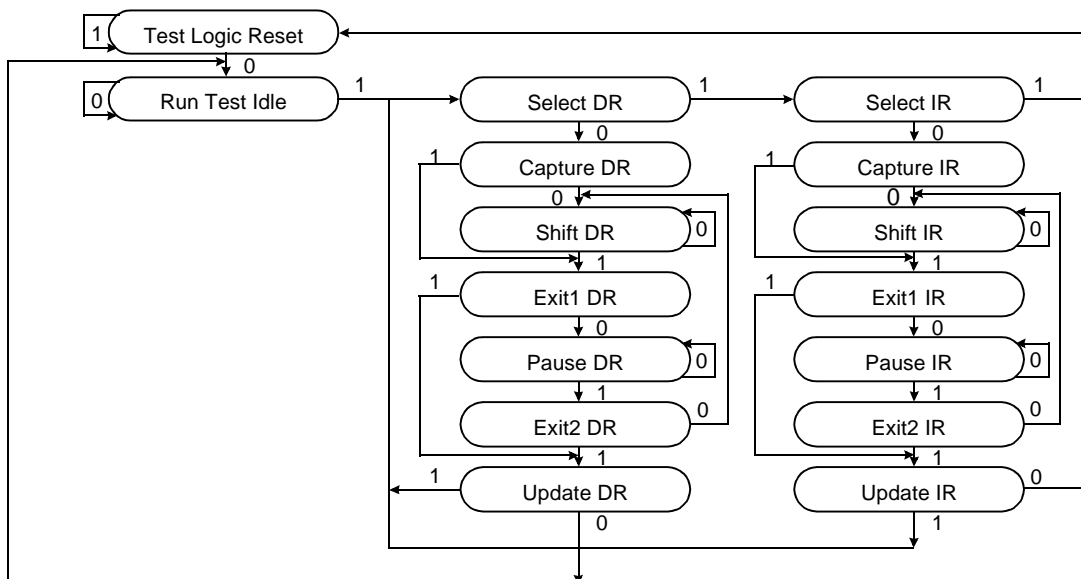 1 Test Logic Reset
0
0 Run Test Idle 1 Select DR 1 Select IR 1
0 0
1 Capture DR 1 Capture IR
0 0
Shift DR 0 Shift IR 0
1 1
1 Exit1 DR 1 Exit1 IR
0 0
Pause DR 0 Pause IR 0
1 1
Exit2 DR 0 Exit2 IR 0
1 1
1 Update DR Update IR 0
0 1